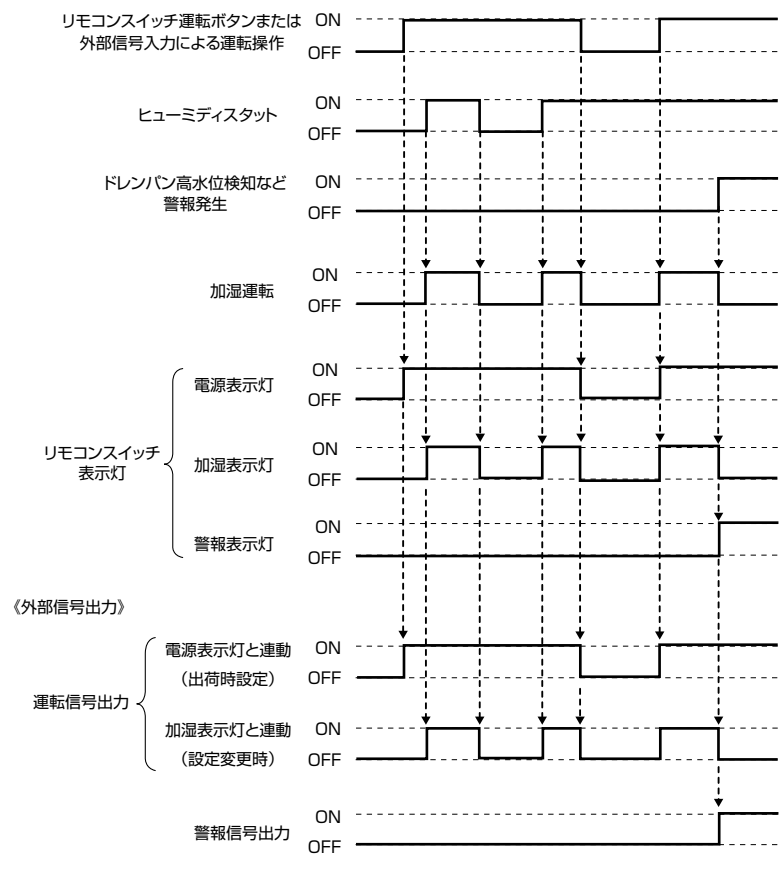 リモコンスイッチ運転ボタンまたは
外部信号入力による運転操作
ON
OFF
ヒューミディスタット
ON
OFF
ドレンパン高水位検知など
警報発生
ON
OFF
加湿運転
ON
OFF
リモコンスイッチ
表示灯
電源表示灯
ON
OFF
加湿表示灯
ON
OFF
警報表示灯
ON
OFF
《外部信号出力》
運転信号出力
電源表示灯と連動
（出荷時設定）
ON
OFF
加湿表示灯と連動
（設定変更時）
ON
OFF
警報信号出力
ON
OFF